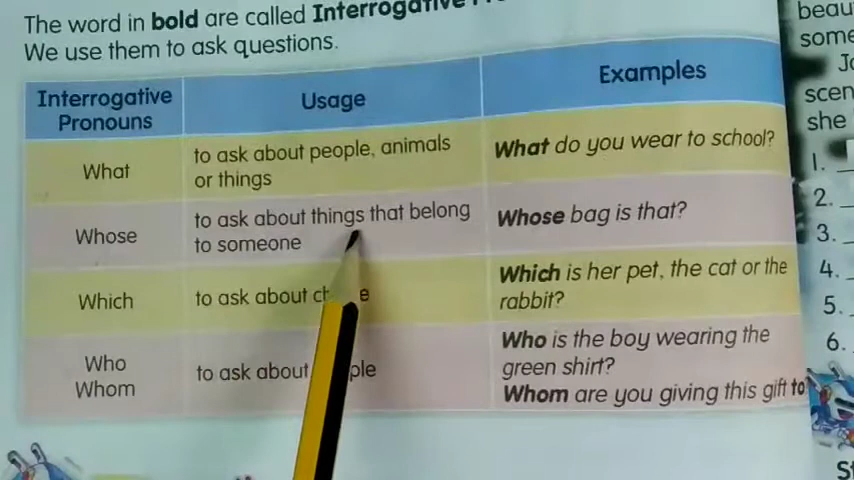 The word in bold are called Interrogative
We use them to ask questions.
Interrogative Pronouns
Usage
Examples
What
to ask about people, animals
or things
What do you wear to school?
Whose
to ask about things that belong
to someone
Whose bag is that?
Which
to ask about
Which is her pet, the cat or the
rabbit?
Who
Whom
to ask about
Who is the boy wearing the
green shirt?
Whom are you giving this gift to
beau
some
Jo
scen
she
1.
2.
3.
4.
5.
6.
St